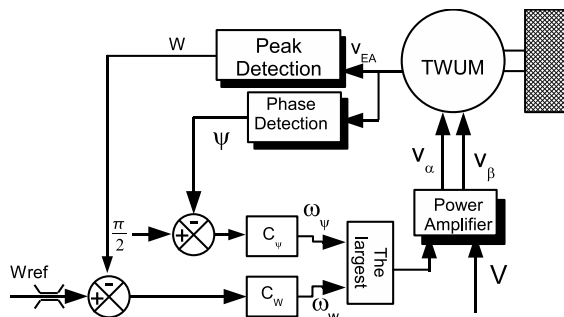 W
Peak
Detection
v_EA
TWUM
Phase
Detection
ψ
v_α
v_β
Power
Amplifier
π/2
+
-
C_ψ
ω_ψ
The
largest
V
Wref
+
-
C_W
ω_w